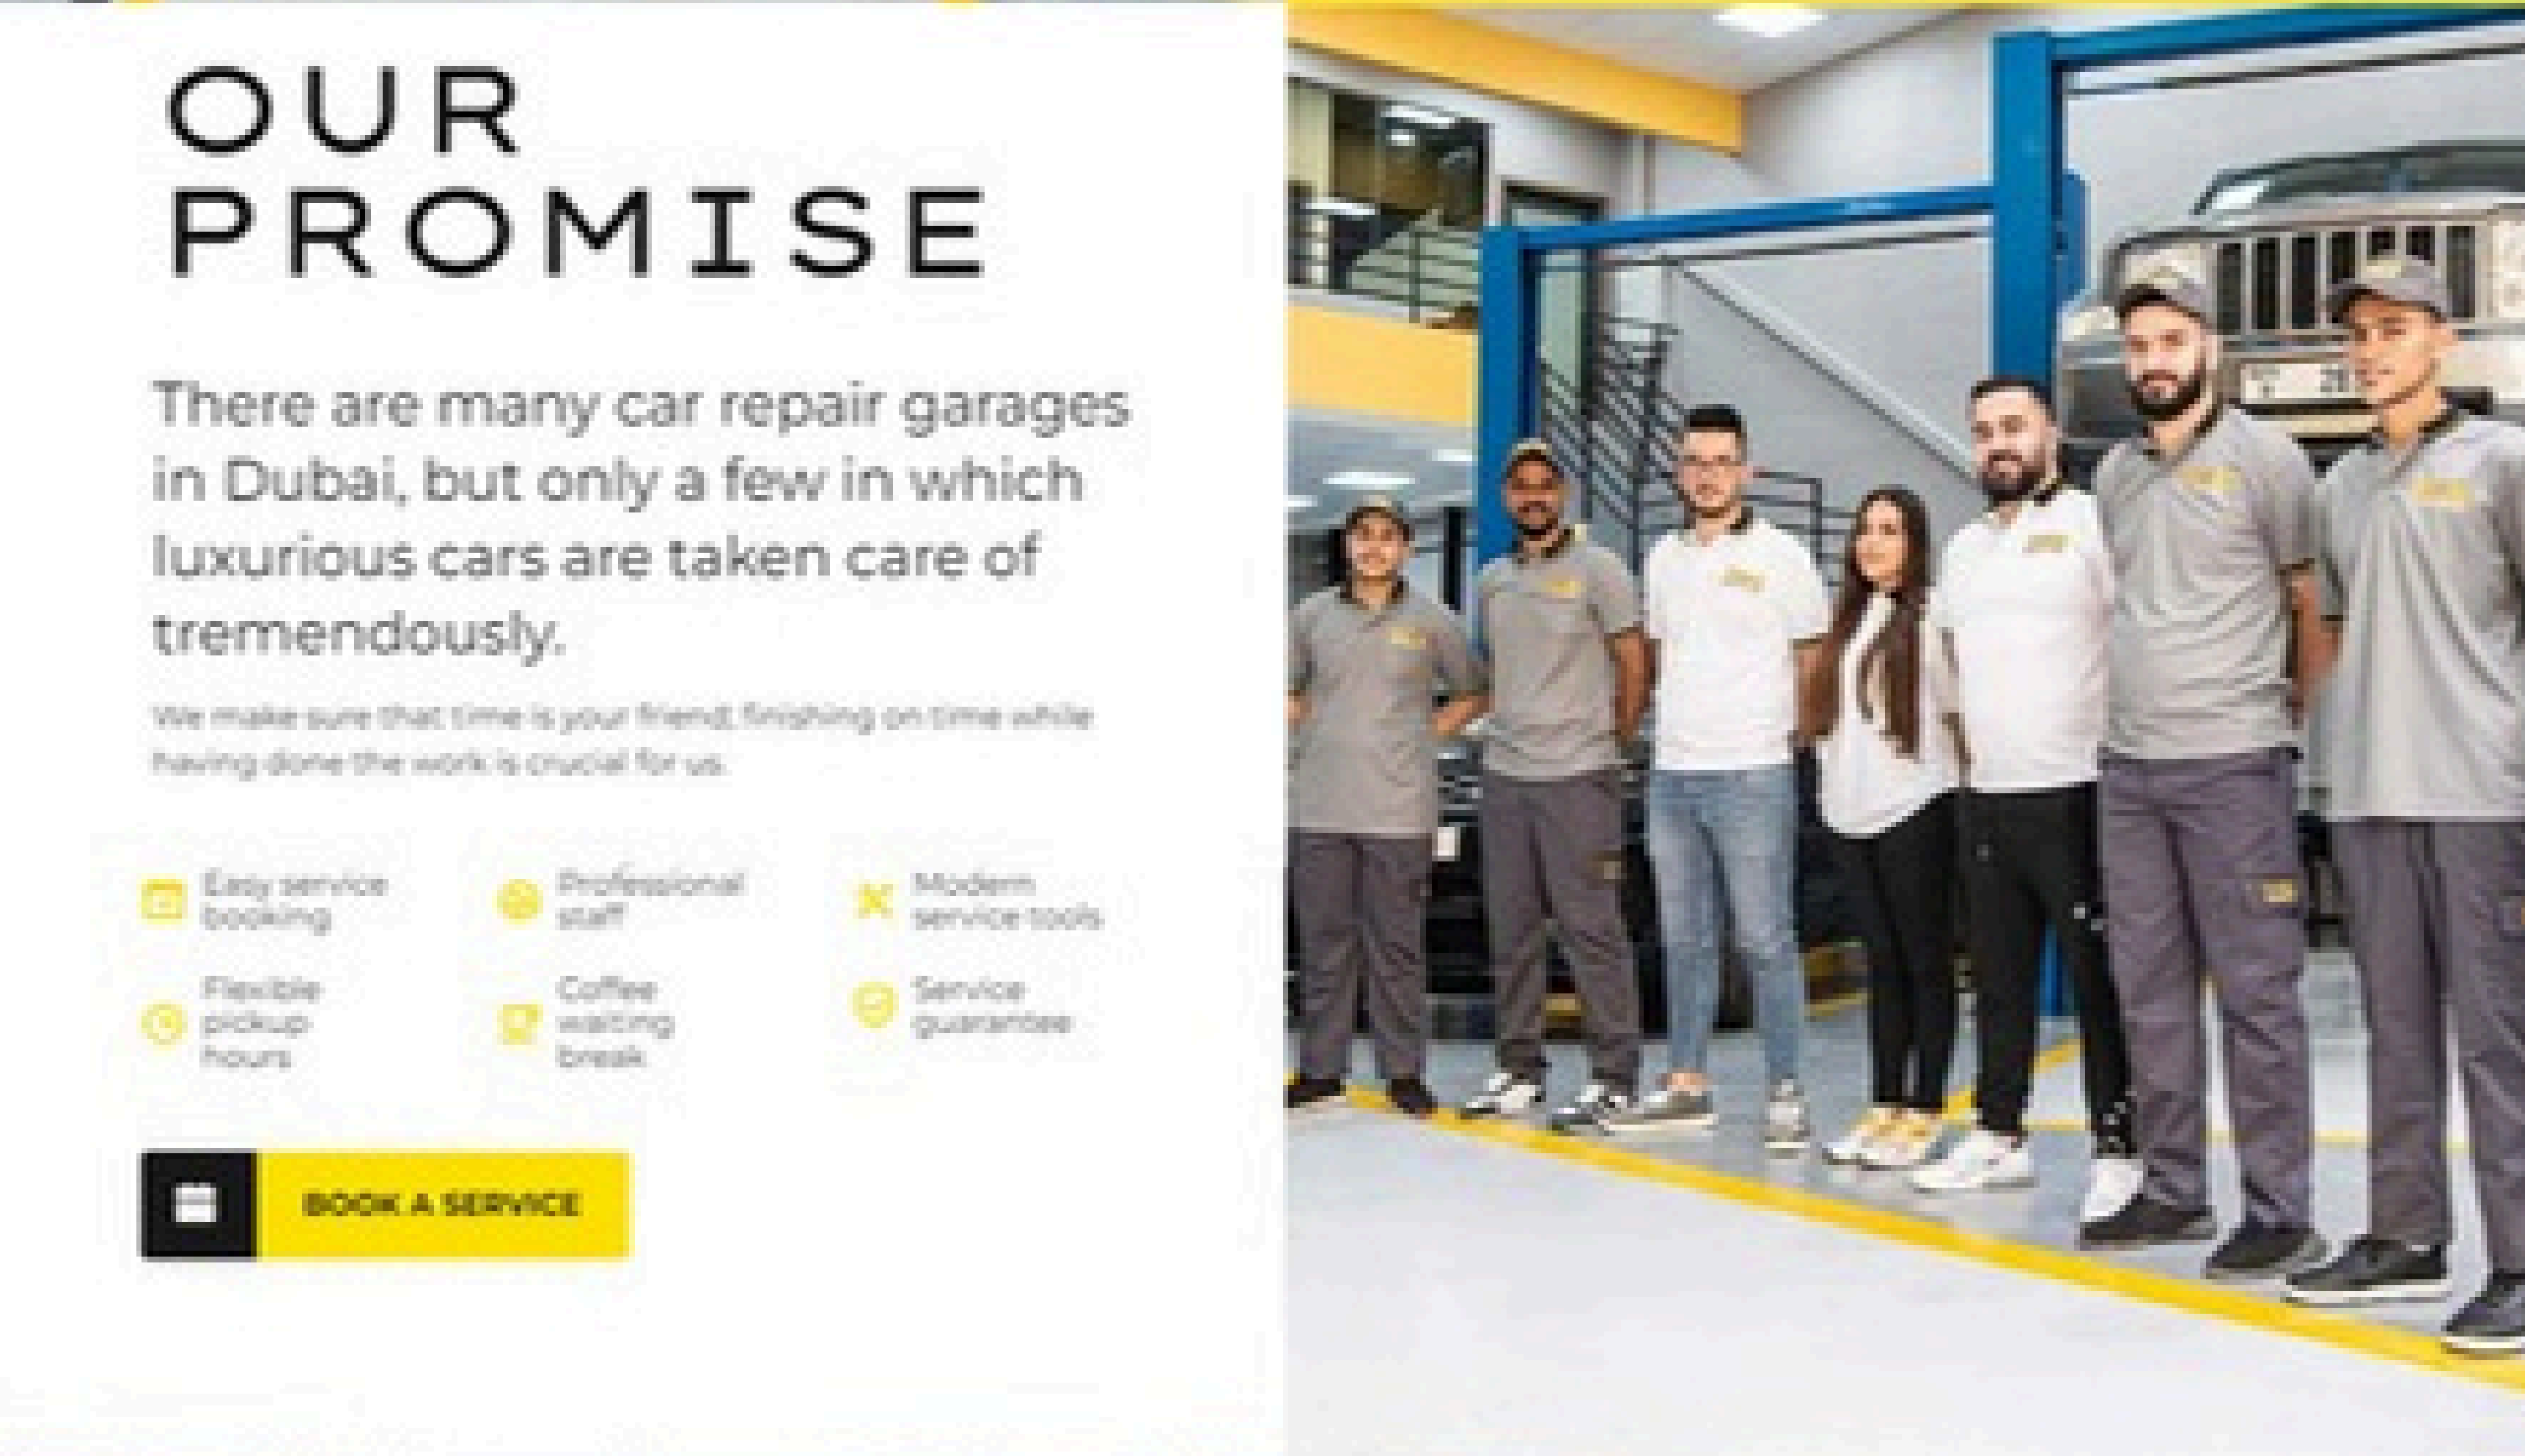 OUR
PROMISE
There are many car repair garages
in Dubai, but only a few in which
luxurious cars are taken care of
tremendously.
We make sure that time is your friend, finishing on time while
having done the work is crucial for us.
Easy service
booking
Professional
staff
Modern
service tools
Flexible
pickup
hours
Coffee
waiting
break
Service
guarantee
BOOK A SERVICE